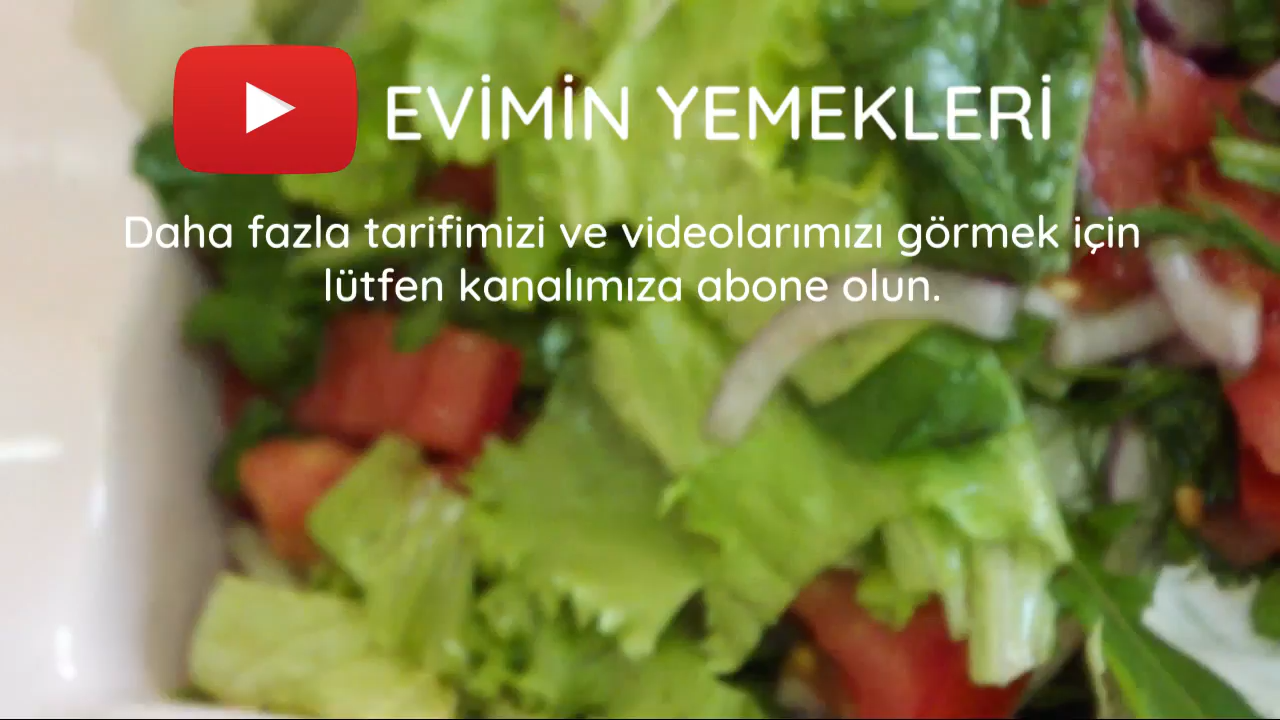 EVİMİN YEMEKLERİ
Daha fazla tarifimizi ve videolarımızı görmek için
lütfen kanalımıza abone olun.